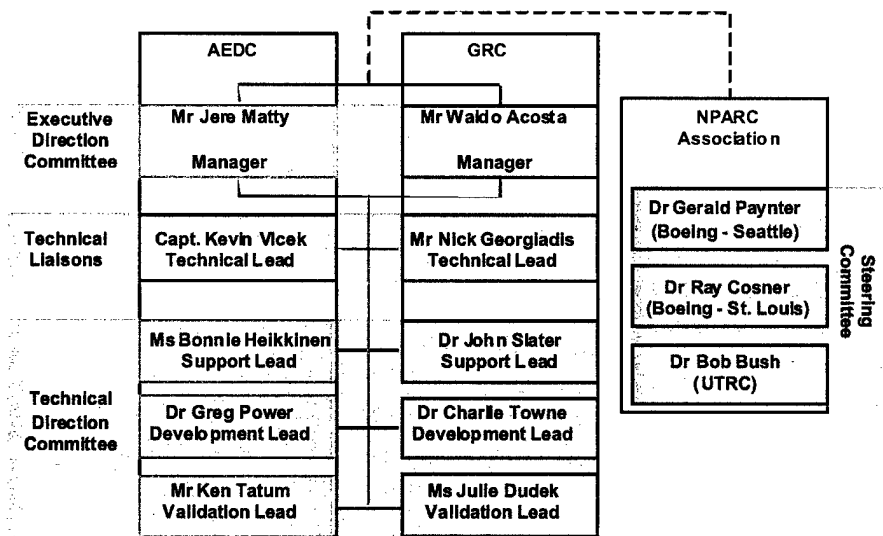 AEDC
GRC
Executive
Direction
Committee
Mr Jere Matty
Manager
Mr Waldo Acosta
Manager
NPARC
Association
Technical
Liaisons
Capt. Kevin Vlcek
Technical Lead
Mr Nick Georgiadis
Technical Lead
Dr Gerald Paynter
(Boeing - Seattle)
Dr Ray Cosner
(Boeing - St. Louis)
Dr Bob Bush
(UTRC)
Steering
Committee
Technical
Direction
Committee
Ms Bonnie Heikkinen
Support Lead
Dr John Slater
Support Lead
Dr Greg Power
Development Lead
Dr Charlie Towne
Development Lead
Mr Ken Tatum
Validation Lead
Ms Julie Dudek
Validation Lead